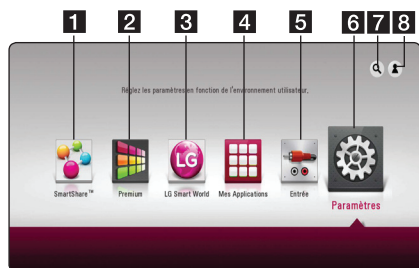 1 2 3 4 5 6 7 8
Réglez les paramètres en fonction de l'environnement utilisateur.
LG
SmartShare™ Premium LG Smart World Mes Applications Entrée
Paramètres